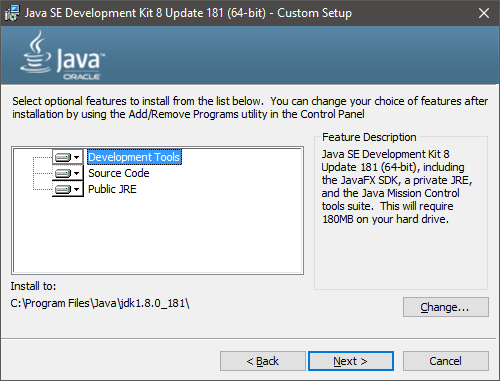 Java SE Development Kit 8 Update 181 (64-bit) - Custom Setup
Java
ORACLE
Select optional features to install from the list below. You can change your choice of features after
installation by using the Add/Remove Programs utility in the Control Panel
Development Tools
Source Code
Public JRE
Feature Description
Java SE Development Kit 8
Update 181 (64-bit), including
the JavaFX SDK, a private JRE,
and the Java Mission Control
tools suite. This will require
180MB on your hard drive.
Install to:
C:\Program Files\Java\jdk1.8.0_181\
Change...
< Back
Next >
Cancel